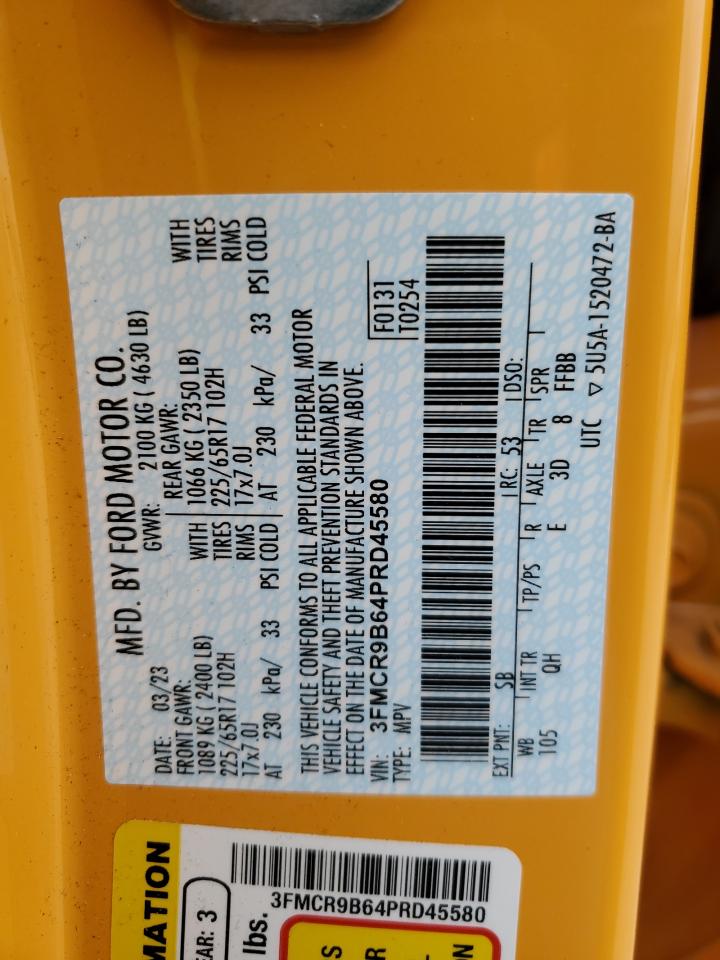 MFD. BY FORD MOTOR CO.
DATE: 03/23 GVWR: 2100 KG ( 4630 LB)
FRONT GAWR: REAR GAWR:
1089 KG ( 2400 LB) WITH 1066 KG ( 2350 LB) WITH
225/65R17 102H TIRES 225/65R17 102H TIRES
17x7.0J RIMS 17x7.0J RIMS
AT 230 kPa/ 33 PSI COLD AT 230 kPa/ 33 PSI COLD
THIS VEHICLE CONFORMS TO ALL APPLICABLE FEDERAL MOTOR
VEHICLE SAFETY AND THEFT PREVENTION STANDARDS IN
EFFECT ON THE DATE OF MANUFACTURE SHOWN ABOVE.
VIN: 3FMCR9B64PRD45580 F0131
TYPE: MPV T0254
EXT PNT: SB RC: 53 DSO:
WB INT TR TP/PS R AXLE TR SPR
105 QH E 3D 8 FFBB
UTC ▽ 5U5A-1520472-BA
MATION
EAR: 3
lbs.
3FMCR9B64PRD45580
S
R
N